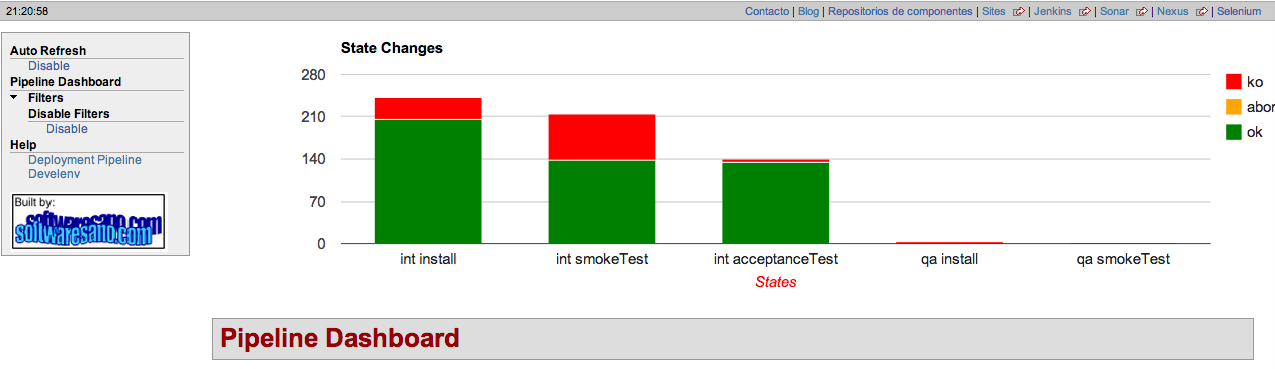 21:20:58
Contacto | Blog | Repositorios de componentes | Sites | Jenkins | Sonar | Nexus | Selenium
Auto Refresh
Disable
Pipeline Dashboard
Filters
Disable Filters
Disable
Help
Deployment Pipeline
Develenv
Built by:
softwaresano.com
softwaresano.com
State Changes
280
210
140
70
0
int install
int smokeTest
int acceptanceTest
qa install
qa smokeTest
States
ko
abor
ok
Pipeline Dashboard